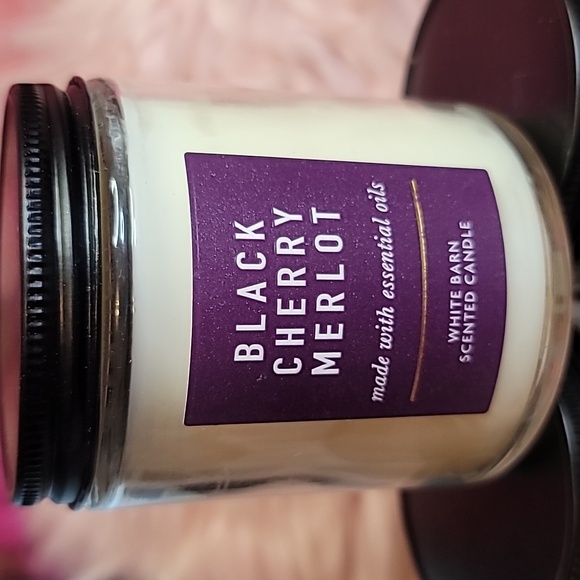 BLACK
CHERRY
MERLOT
made with essential oils
WHITE BARN
SCENTED CANDLE